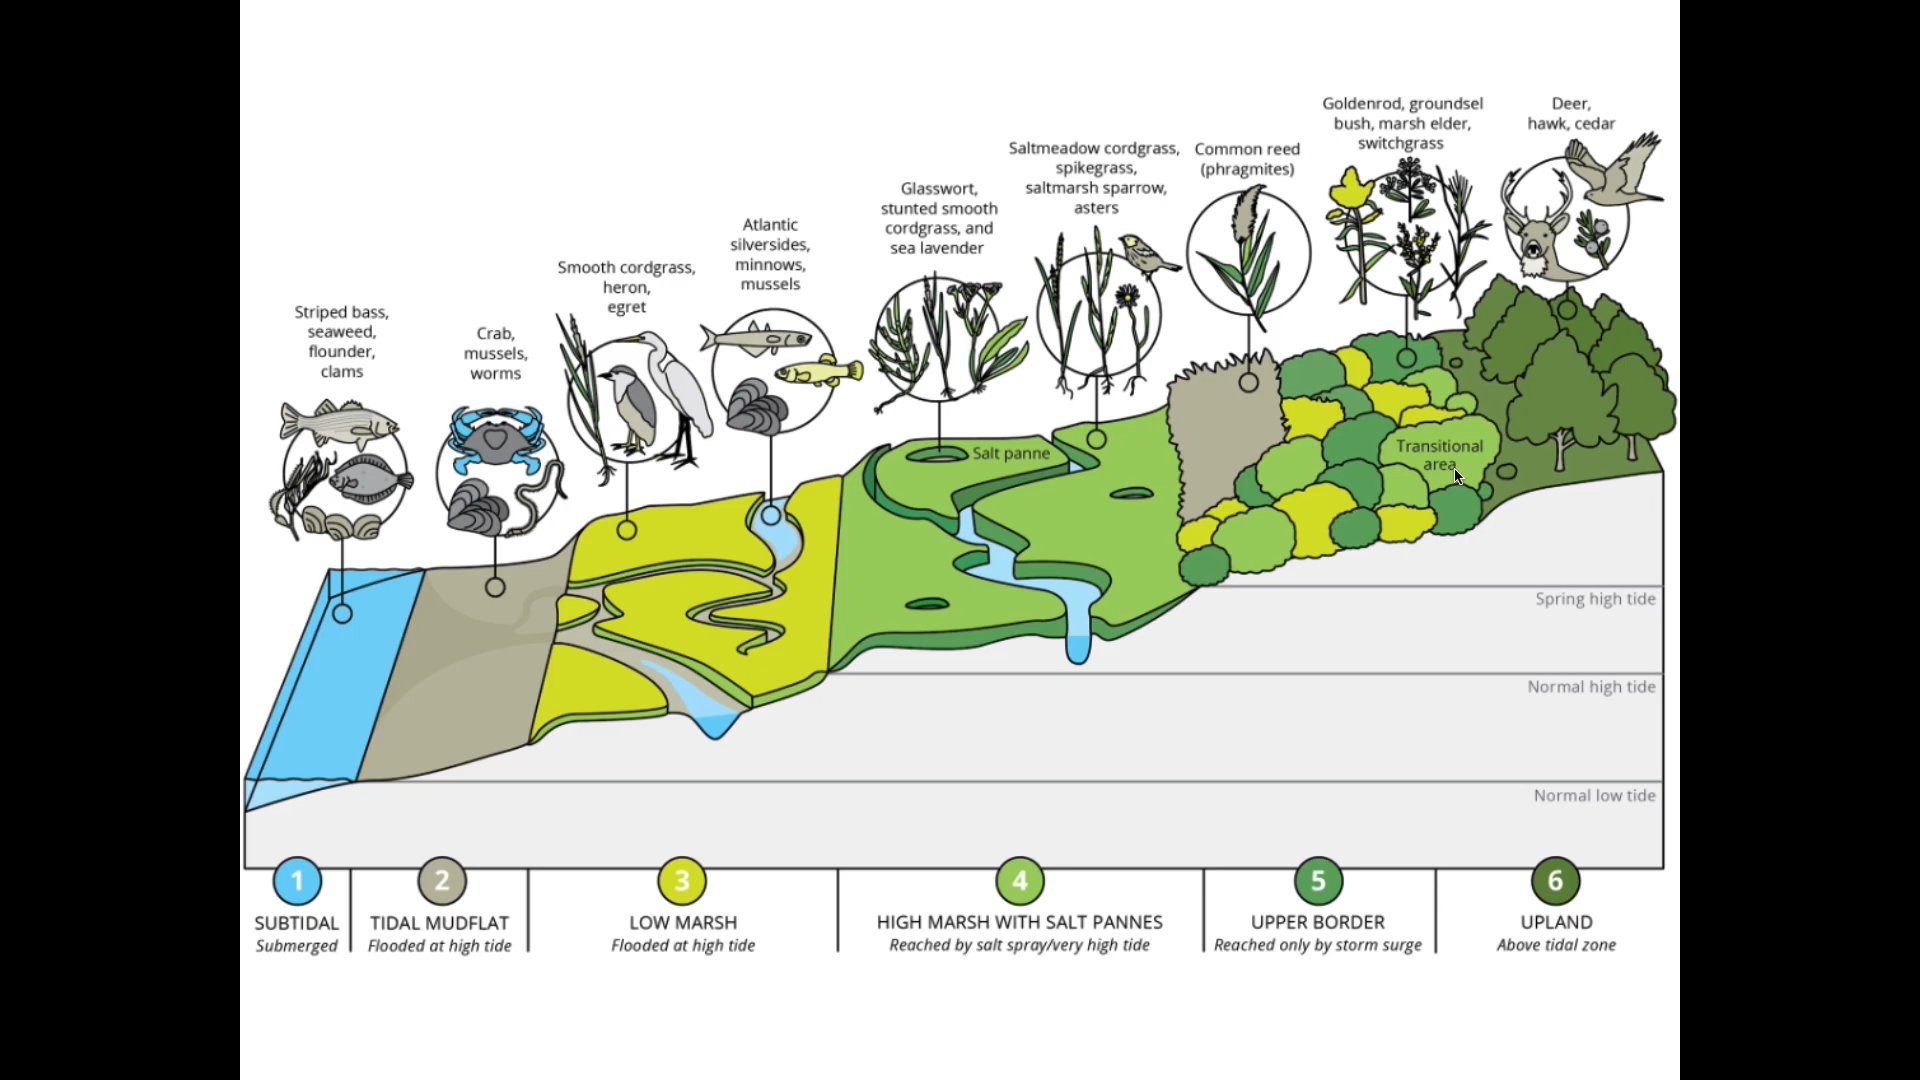 Striped bass,
seaweed,
flounder,
clams
Crab,
mussels,
worms
Smooth cordgrass,
heron,
egret
Atlantic
silversides,
minnows,
mussels
Glasswort,
stunted smooth
cordgrass, and
sea lavender
Saltmeadow cordgrass,
spikegrass,
saltmarsh sparrow,
asters
Common reed
(phragmites)
Goldenrod, groundsel
bush, marsh elder,
switchgrass
Deer,
hawk, cedar
Salt panne
Transitional
area
Spring high tide
Normal high tide
Normal low tide
1
SUBTIDAL
Submerged
2
TIDAL MUDFLAT
Flooded at high tide
3
LOW MARSH
Flooded at high tide
4
HIGH MARSH WITH SALT PANNES
Reached by salt spray/very high tide
5
UPPER BORDER
Reached only by storm surge
6
UPLAND
Above tidal zone